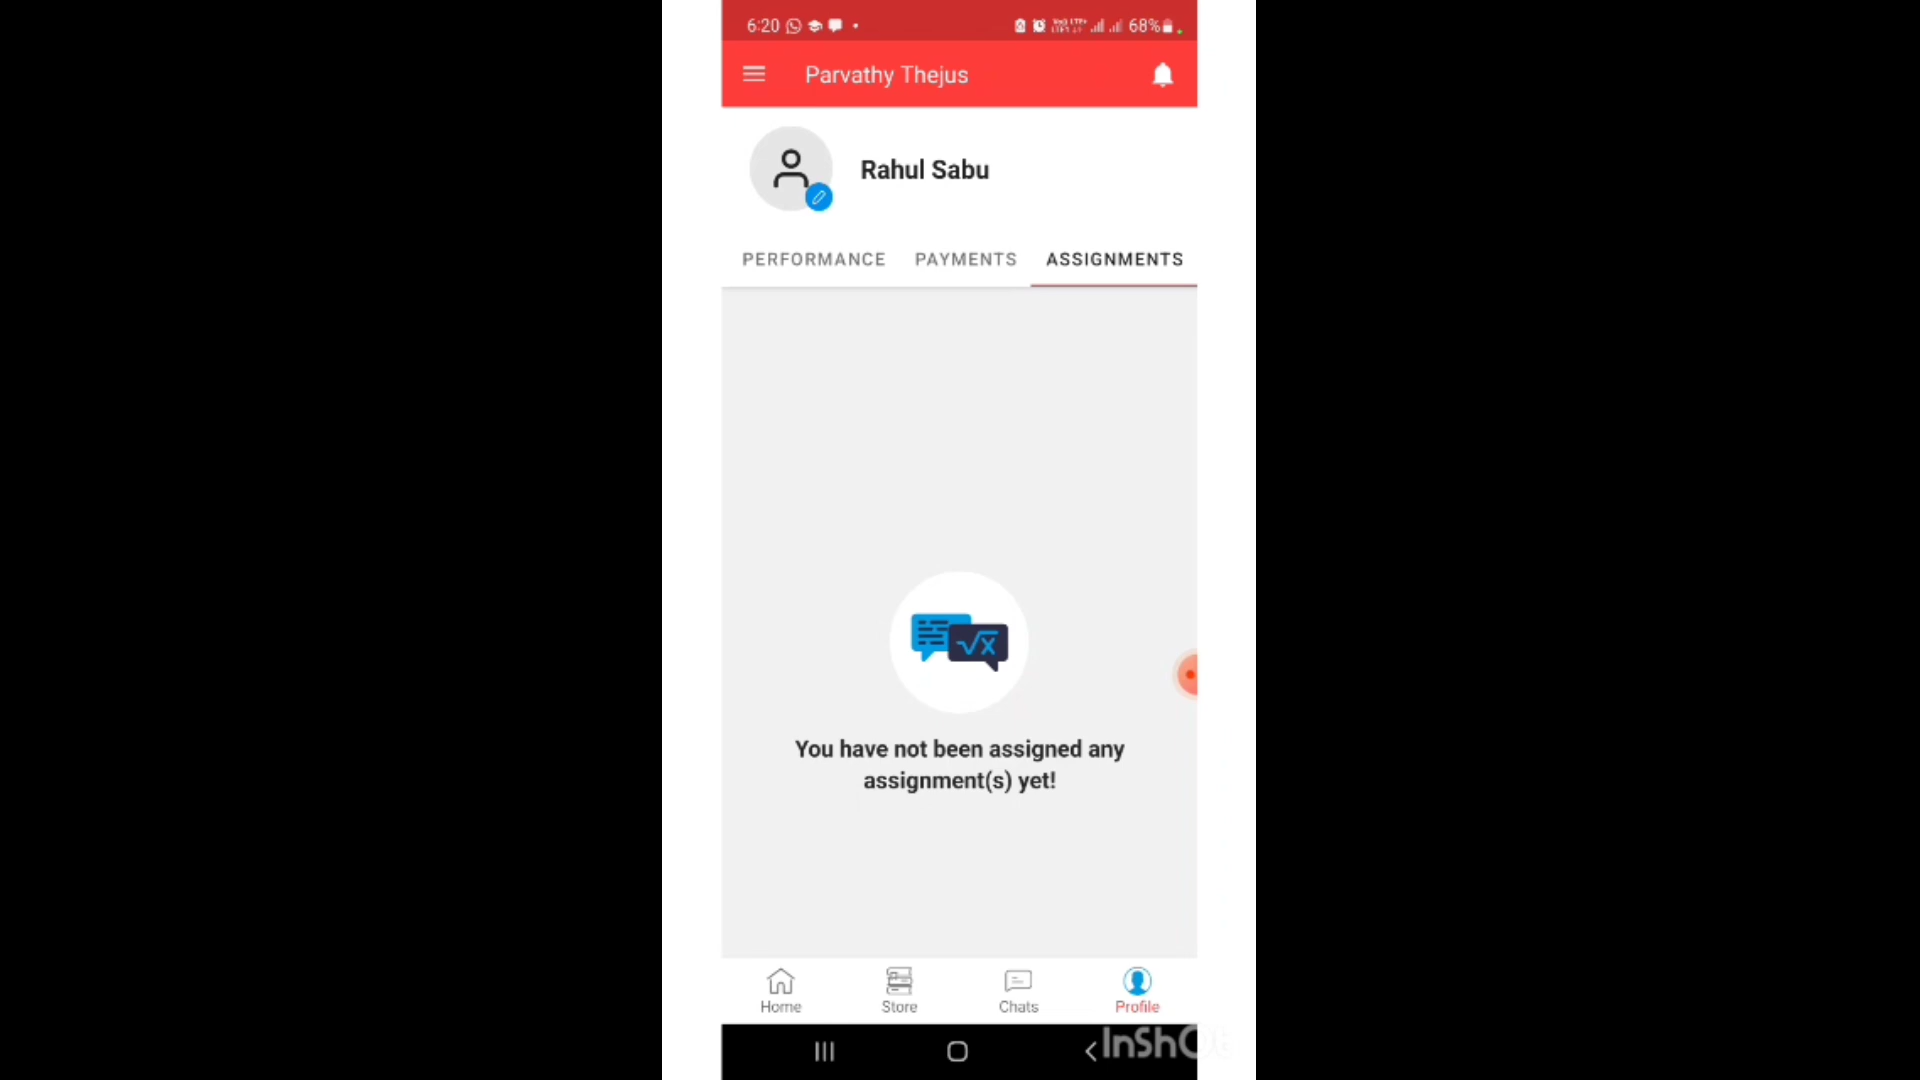 6:20 68%
Parvathy Thejus
Rahul Sabu
PERFORMANCE PAYMENTS ASSIGNMENTS
√x
You have not been assigned any
assignment(s) yet!
Home Store Chats Profile